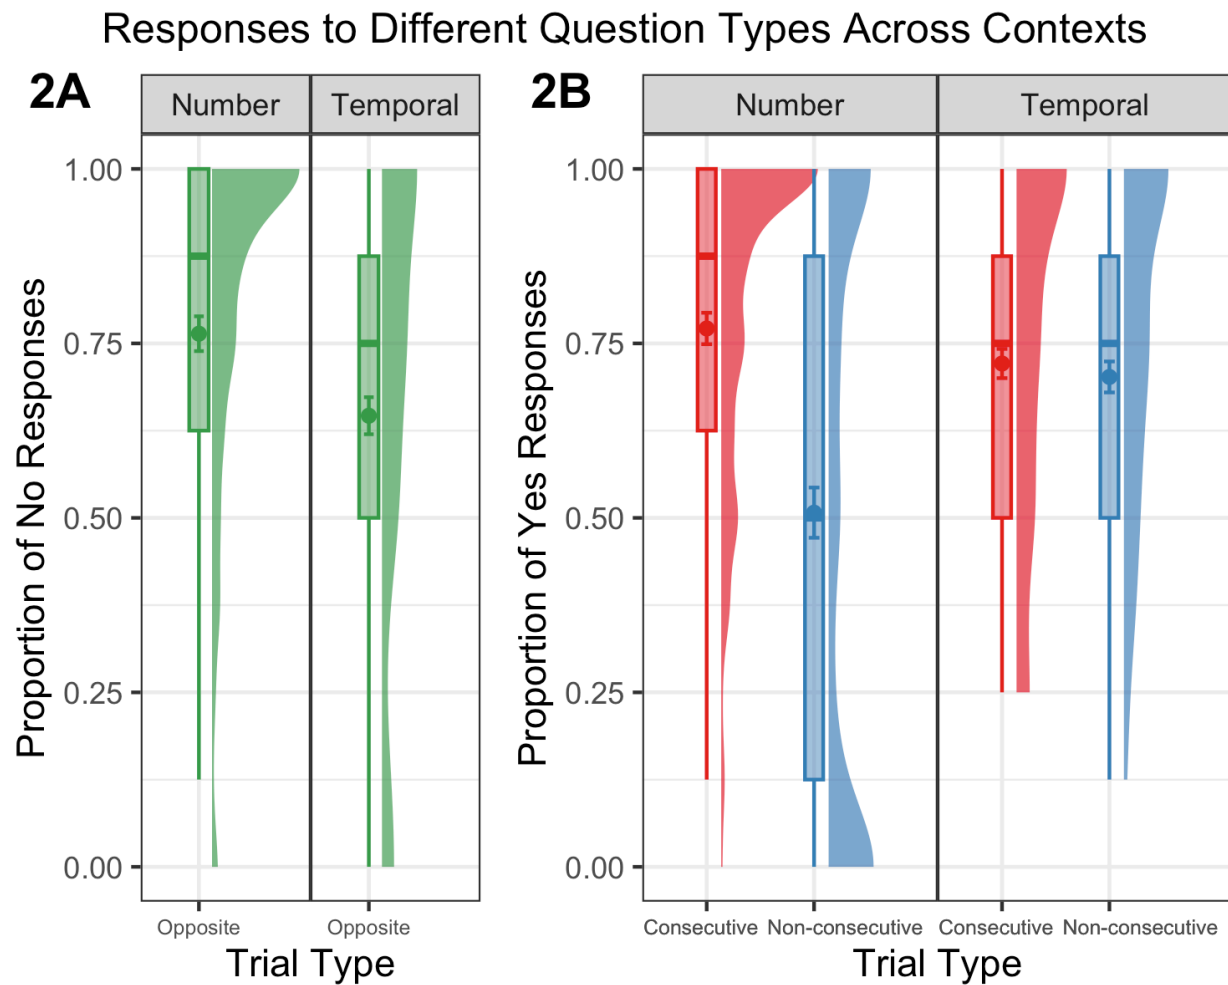 Responses to Different Question Types Across Contexts
2A
Number
Temporal
Proportion of No Responses
1.00
0.75
0.50
0.25
0.00
Opposite
Opposite
Trial Type
2B
Number
Temporal
Proportion of Yes Responses
1.00
0.75
0.50
0.25
0.00
Consecutive
Non-consecutive
Consecutive
Non-consecutive
Trial Type